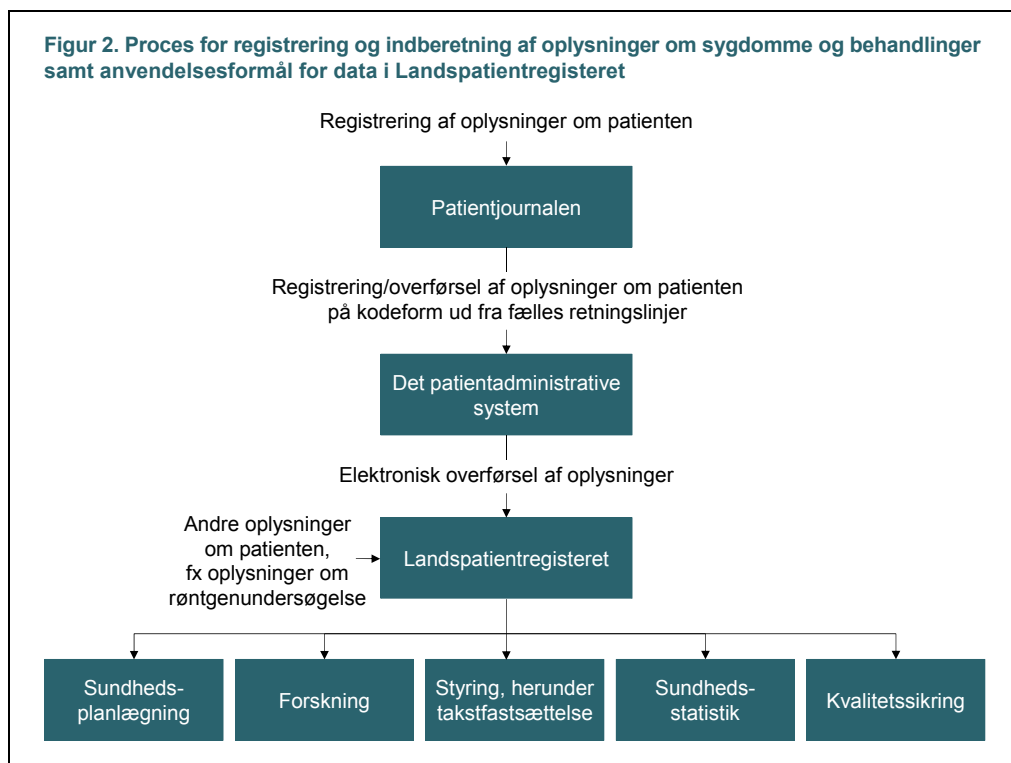 Figur 2. Proces for registrering og indberetning af oplysninger om sygdomme og behandlinger
samt anvendelsesformål for data i Landspatientregisteret
Registrering af oplysninger om patienten
Patientjournalen
Registrering/overførsel af oplysninger om patienten
på kodeform ud fra fælles retningslinjer
Det patientadministrative
system
Elektronisk overførsel af oplysninger
Andre oplysninger
om patienten,
fx oplysninger om
røntgenundersøgelse
Landspatientregisteret
Sundheds-
planlægning
Forskning
Styring, herunder
takstfastsættelse
Sundheds-
statistik
Kvalitetssikring